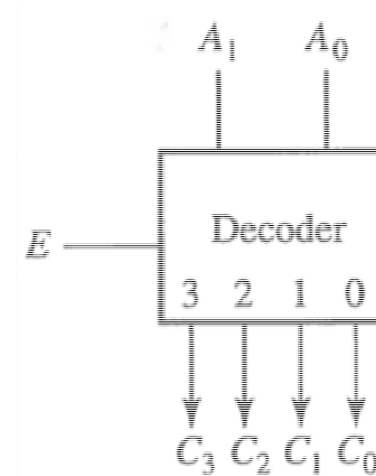 A₁ A₀
E
Decoder
3 2 1 0
C₃ C₂ C₁ C₀